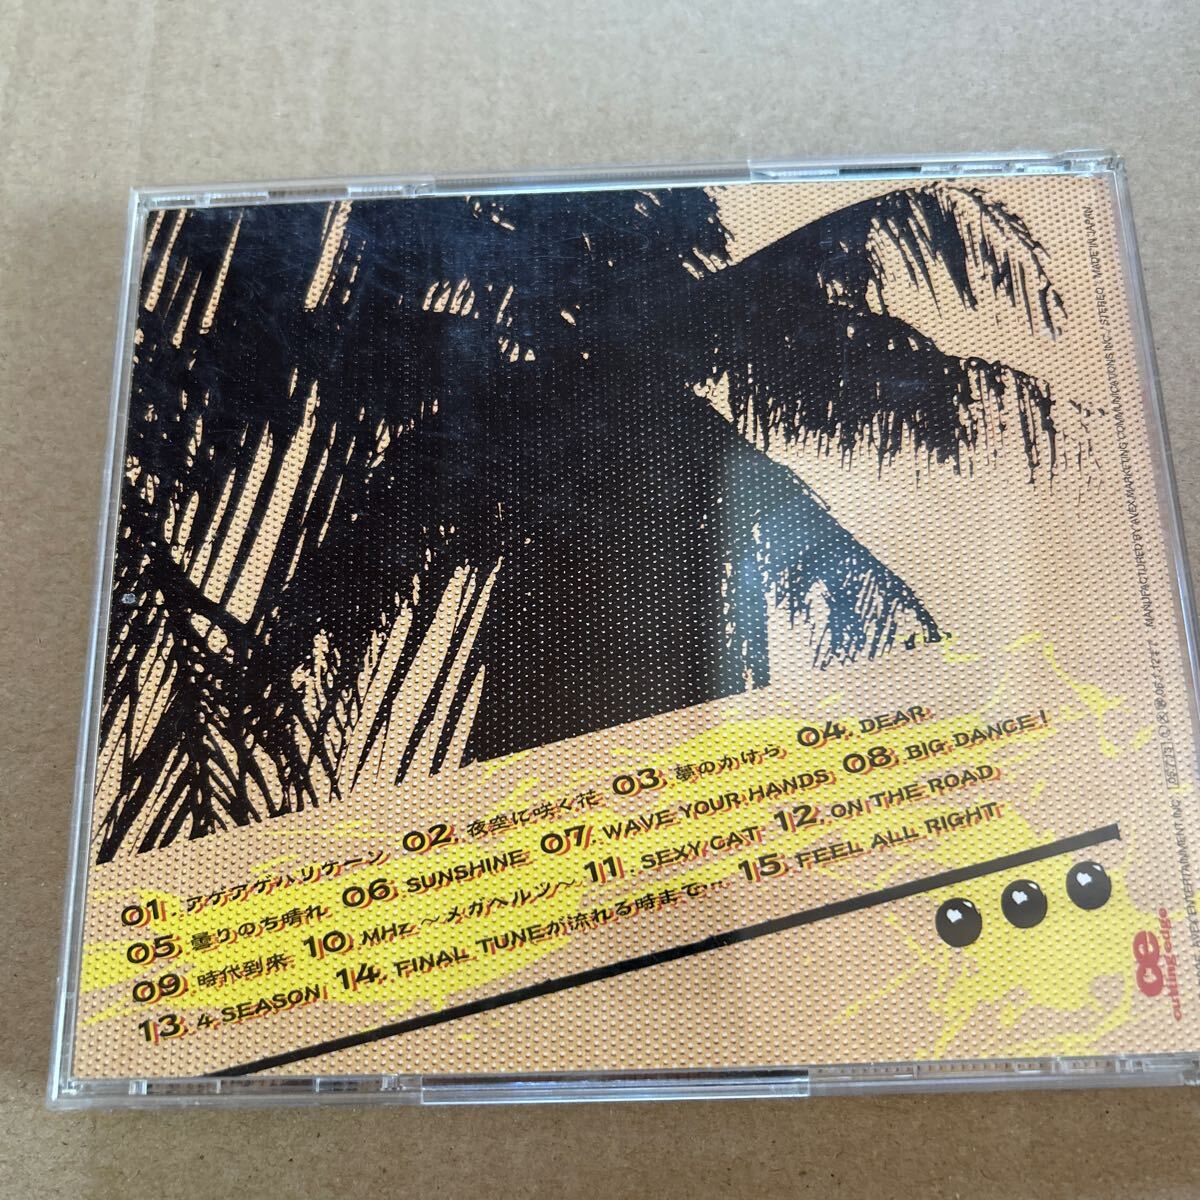 01. アゲアゲハリケーン 02. 夜空に咲く花 03. 夢のかけら 04. DEAR
05. 曇りのち晴れ 06. SUNSHINE 07. WAVE YOUR HANDS 08. BIG DANCE!
09. 時代到来 10. MHz ～メガヘルツ～ 11. SEXY CAT 12. ON THE ROAD
13. 4 SEASON 14. FINAL TUNEが流れる時まで… 15. FEEL ALL RIGHT
ce
cutting edge
ENTERTAINMENT INC. MANUFACTURED BY AVEX MARKETING COMMUNICATIONS INC. STEREO・MADE IN JAPAN